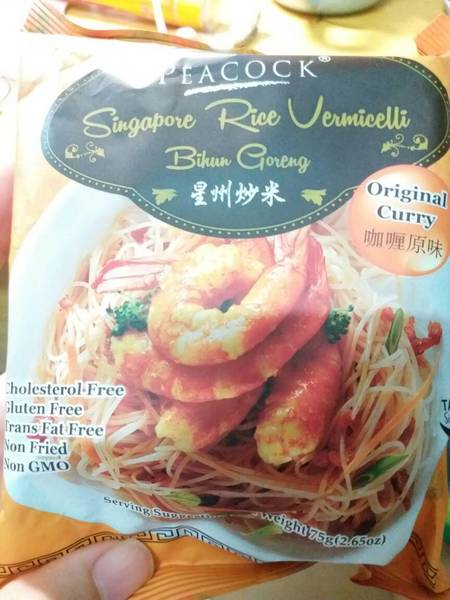 PEACOCK®
Singapore Rice Vermicelli
Bihun Goreng
星州炒米
Original
Curry
咖喱原味
Cholesterol Free
Gluten Free
Trans Fat Free
Non Fried
Non GMO
Serving
Weight 75g(2.65oz)